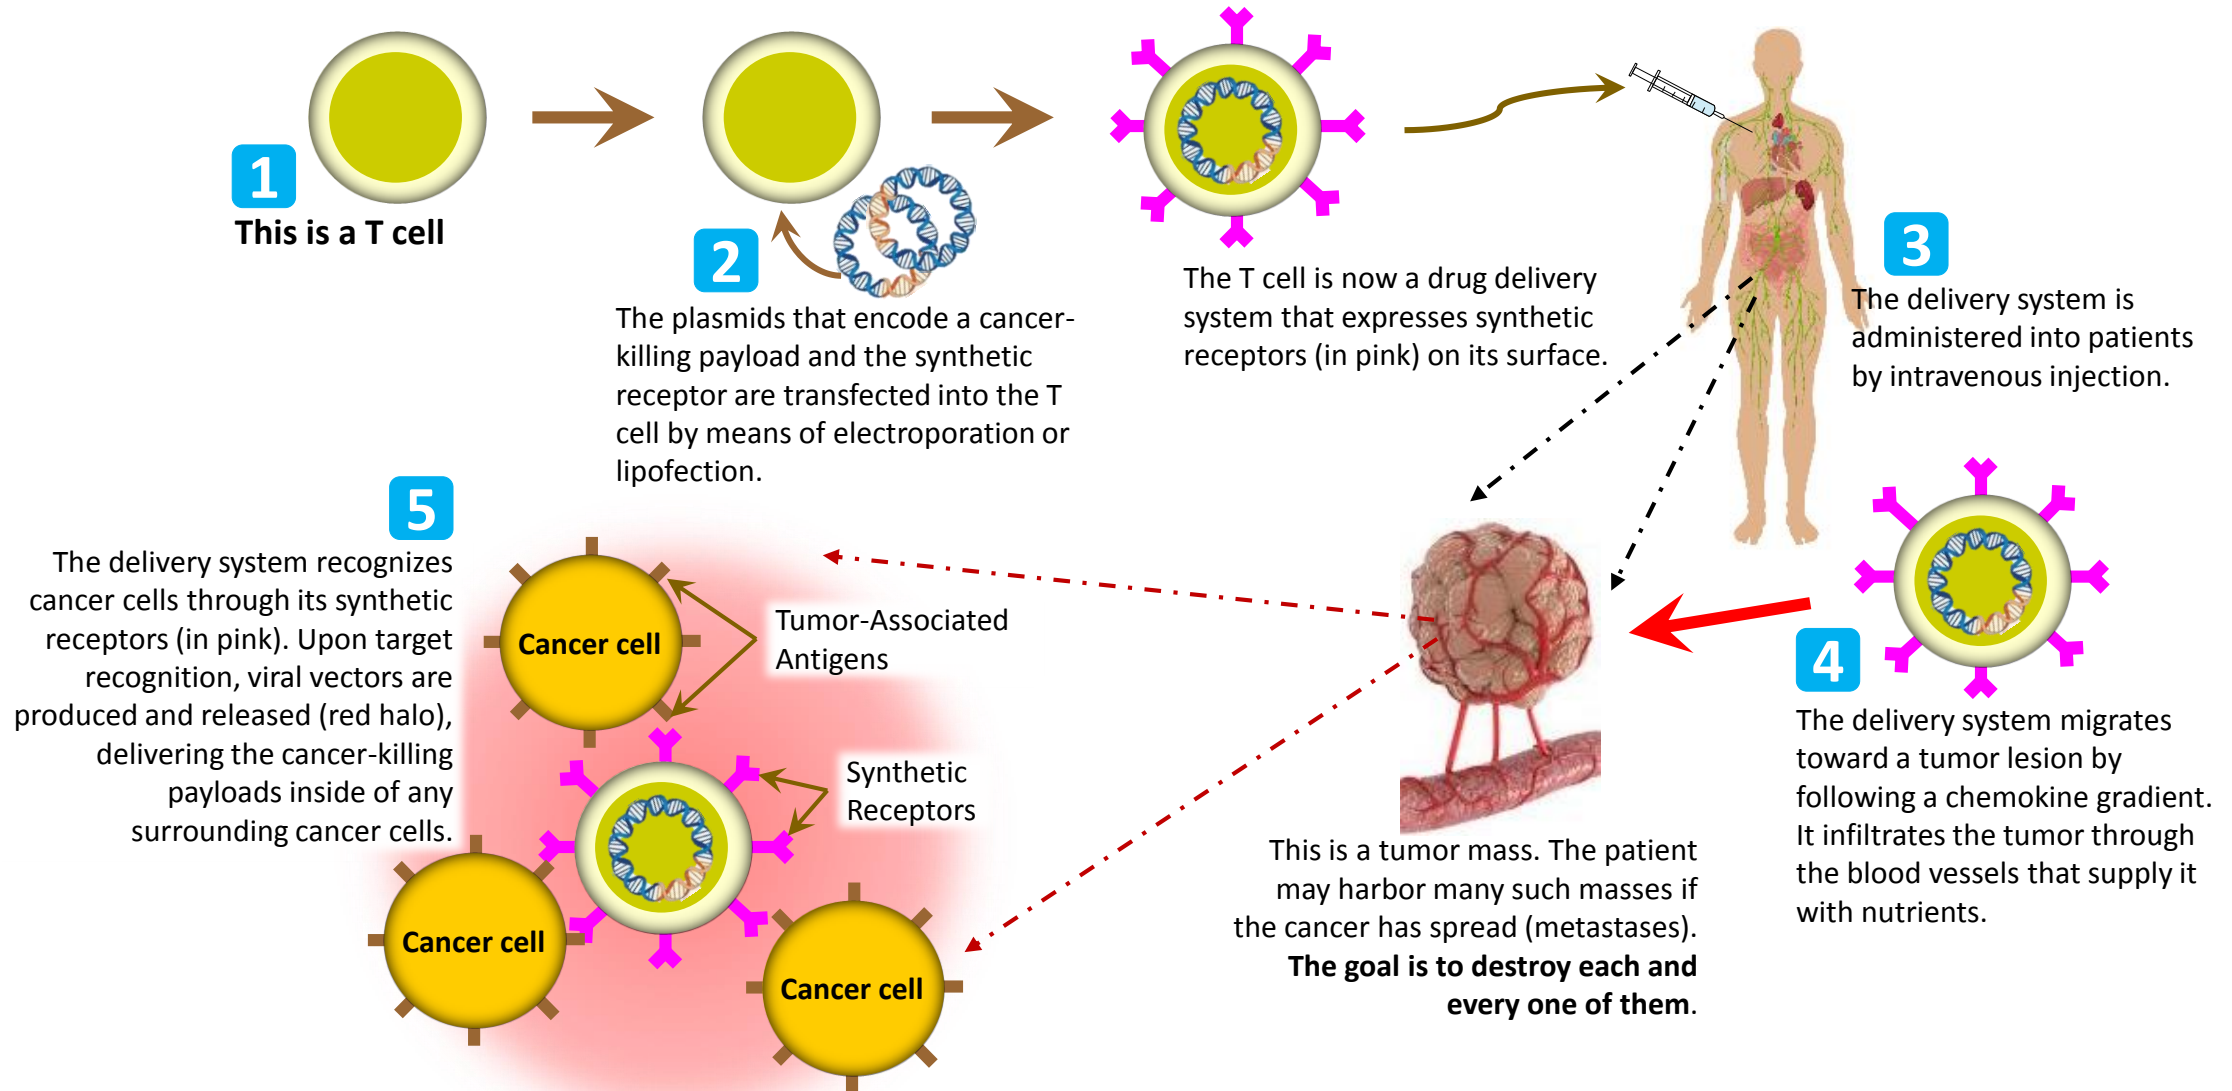 1
This is a T cell
2
The plasmids that encode a cancer-
killing payload and the synthetic
receptor are transfected into the T
cell by means of electroporation or
lipofection.
The T cell is now a drug delivery
system that expresses synthetic
receptors (in pink) on its surface.
3
The delivery system is
administered into patients
by intravenous injection.
4
The delivery system migrates
toward a tumor lesion by
following a chemokine gradient.
It infiltrates the tumor through
the blood vessels that supply it
with nutrients.
This is a tumor mass. The patient
may harbor many such masses if
the cancer has spread (metastases).
The goal is to destroy each and
every one of them.
5
The delivery system recognizes
cancer cells through its synthetic
receptors (in pink). Upon target
recognition, viral vectors are
produced and released (red halo),
delivering the cancer-killing
payloads inside of any
surrounding cancer cells.
Cancer cell
Tumor-Associated
Antigens
Synthetic
Receptors
Cancer cell
Cancer cell